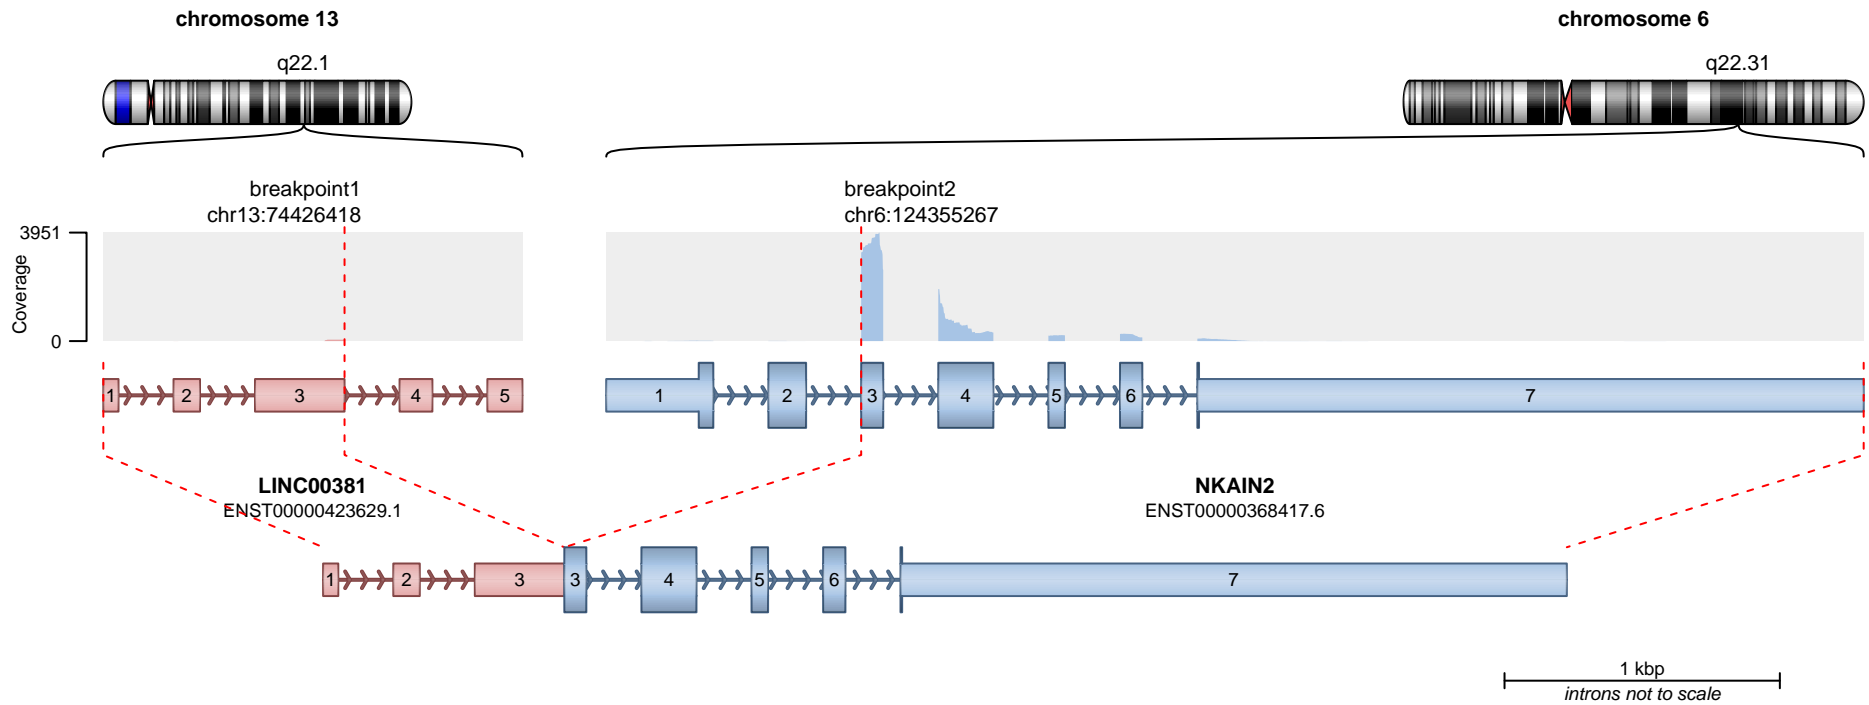 chromosome 13
chromosome 6
q22.1
q22.31
breakpoint1
chr13:74426418
breakpoint2
chr6:124355267
3951
Coverage
0
1 2 3 4 5
1 2 3 4 5 6 7
LINC00381
ENST00000423629.1
NKAIN2
ENST00000368417.6
1 2 3 3 4 5 6 7
1 kbp
introns not to scale